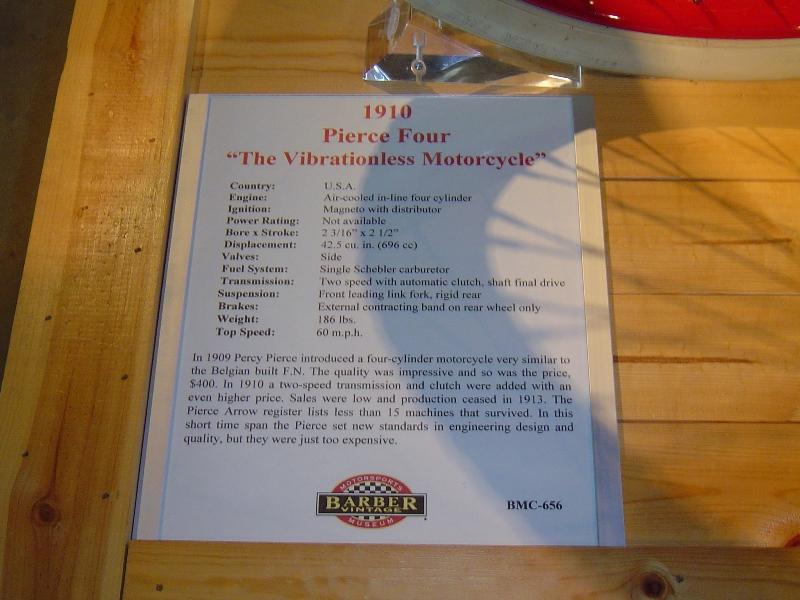 1910
Pierce Four
“The Vibrationless Motorcycle”
Country: U.S.A.
Engine: Air-cooled in-line four cylinder
Ignition: Magneto with distributor
Power Rating: Not available
Bore x Stroke: 2 3/16” x 2 1/2”
Displacement: 42.5 cu. in. (696 cc)
Valves: Side
Fuel System: Single Schebler carburetor
Transmission: Two speed with automatic clutch, shaft final drive
Suspension: Front leading link fork, rigid rear
Brakes: External contracting band on rear wheel only
Weight: 186 lbs.
Top Speed: 60 m.p.h.
In 1909 Percy Pierce introduced a four-cylinder motorcycle very similar to
the Belgian built F.N. The quality was impressive and so was the price,
$400. In 1910 a two-speed transmission and clutch were added with an
even higher price. Sales were low and production ceased in 1913. The
Pierce Arrow register lists less than 15 machines that survived. In this
short time span the Pierce set new standards in engineering design and
quality, but they were just too expensive.
MOTORSPORTS
BARBER
VINTAGE
MUSEUM
BMC-656